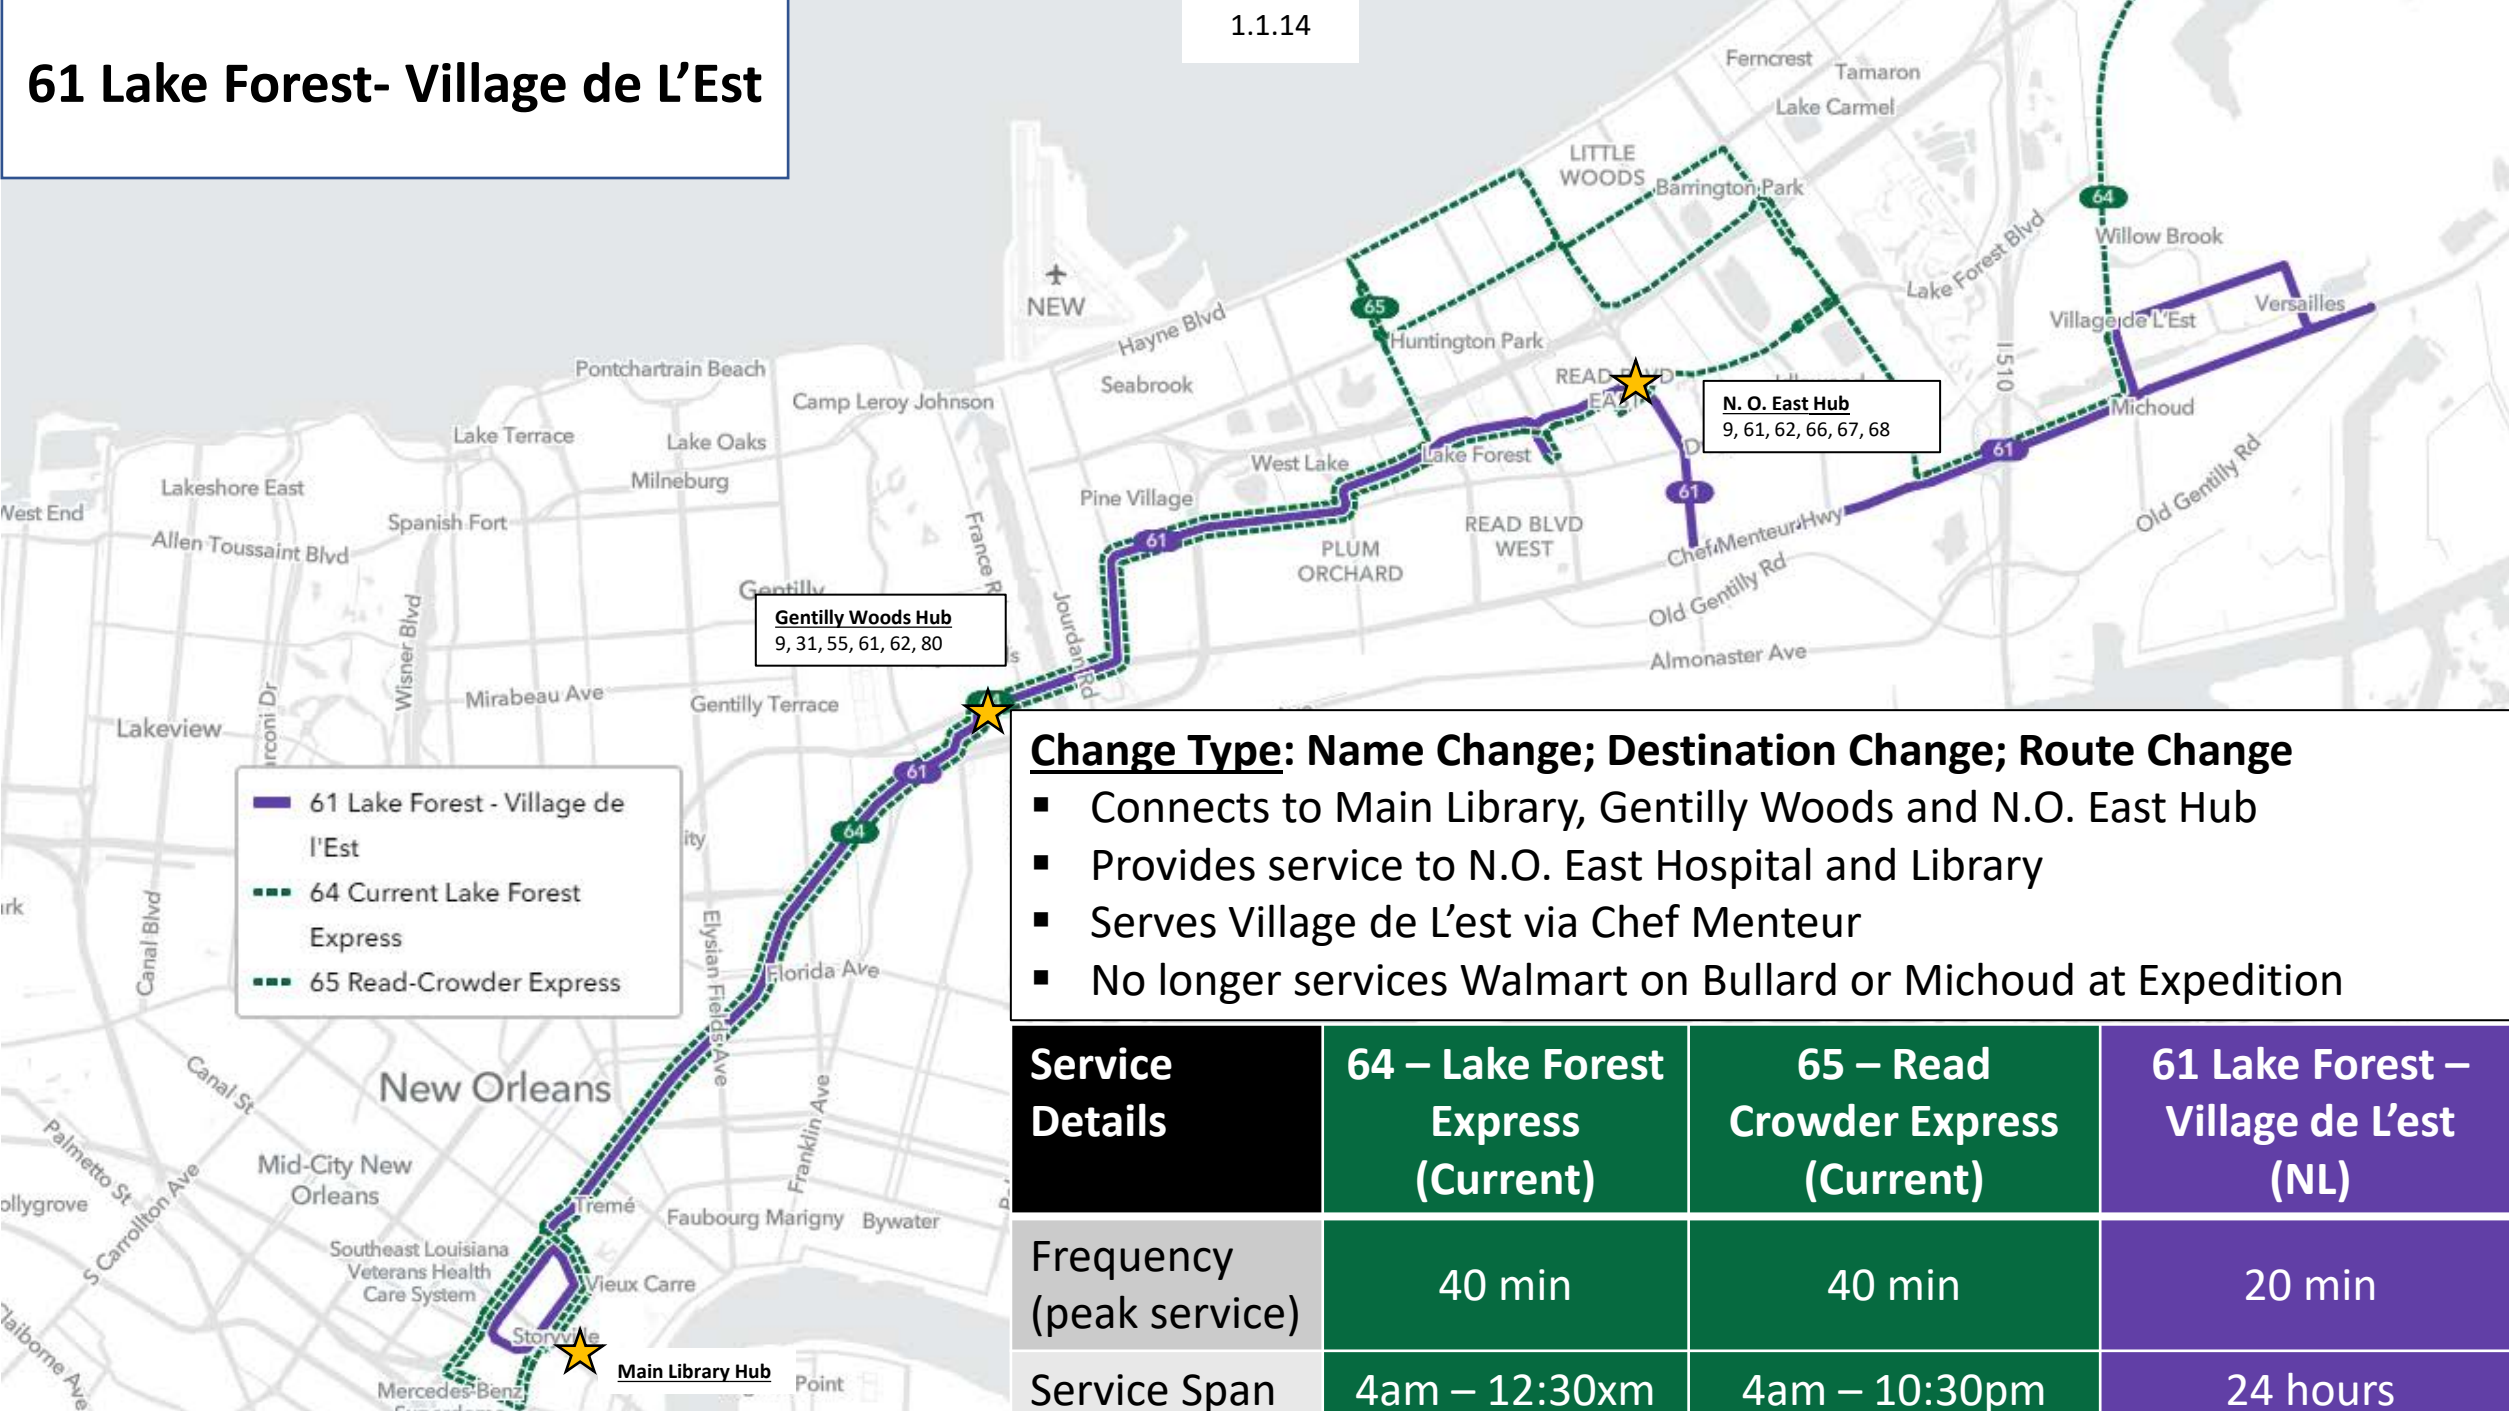 1.1.14
61 Lake Forest- Village de L’Est
Ferncrest
Tamaron
Lake Carmel
LITTLE
WOODS
Barrington Park
64
Willow Brook
Lake Forest Blvd
NEW
65
Hayne Blvd
Huntington Park
Versailles
Village de L'Est
I 510
Pontchartrain Beach
Seabrook
READ BLVD
EAST
Camp Leroy Johnson
N. O. East Hub
9, 61, 62, 66, 67, 68
Michoud
Lake Terrace
Lake Oaks
61
Lake Forest
West Lake
Milneburg
Lakeshore East
Pine Village
61
Old Gentilly Rd
West End
Spanish Fort
READ BLVD
WEST
Allen Toussaint Blvd
61
PLUM
ORCHARD
Chef Menteur Hwy
Gentilly
Old Gentilly Rd
Jourdan Rd
Gentilly Woods Hub
9, 31, 55, 61, 62, 80
Wisner Blvd
Almonaster Ave
Mirabeau Ave
Gentilly Terrace
Lakeview
61
64
61 Lake Forest - Village de
l'Est
64 Current Lake Forest
Express
65 Read-Crowder Express
Canal Blvd
Elysian Fields Ave
Florida Ave
Change Type: Name Change; Destination Change; Route Change
▪ Connects to Main Library, Gentilly Woods and N.O. East Hub
▪ Provides service to N.O. East Hospital and Library
▪ Serves Village de L’est via Chef Menteur
▪ No longer services Walmart on Bullard or Michoud at Expedition
Canal St
New Orleans
Palmetto St
Franklin Ave
Mid-City New
Orleans
S Carrollton Ave
Tremé
Faubourg Marigny
Bywater
Southeast Louisiana
Veterans Health
Care System
Vieux Carre
Storyville
Main Library Hub
Point
Mercedes-Benz
Service
Details
64 – Lake Forest
Express
(Current)
65 – Read
Crowder Express
(Current)
61 Lake Forest –
Village de L’est
(NL)
Frequency
(peak service)
40 min
40 min
20 min
Service Span
4am – 12:30xm
4am – 10:30pm
24 hours